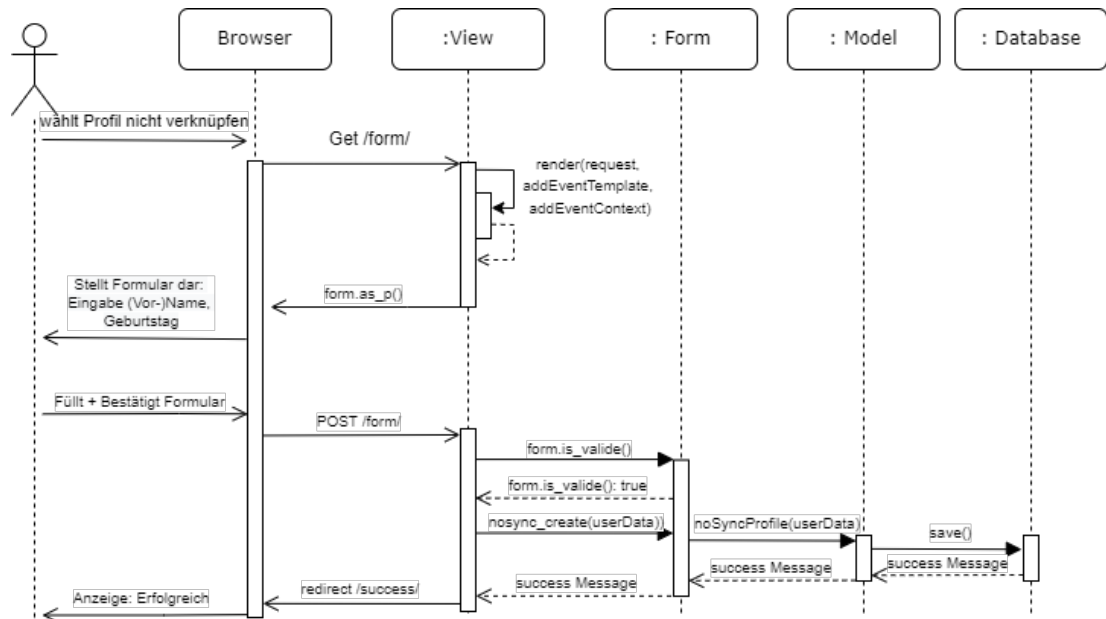 Browser
:View
: Form
: Model
: Database
wählt Profil nicht verknüpfen
Get /form/
render(request,
addEventTemplate,
addEventContext)
form.as_p()
Stellt Formular dar:
Eingabe (Vor-)Name,
Geburtstag
Füllt + Bestätigt Formular
POST /form/
form.is_valide()
form.is_valide(): true
nosync_create(userData))
noSyncProfile(userData)
save()
success Message
success Message
success Message
redirect /success/
Anzeige: Erfolgreich